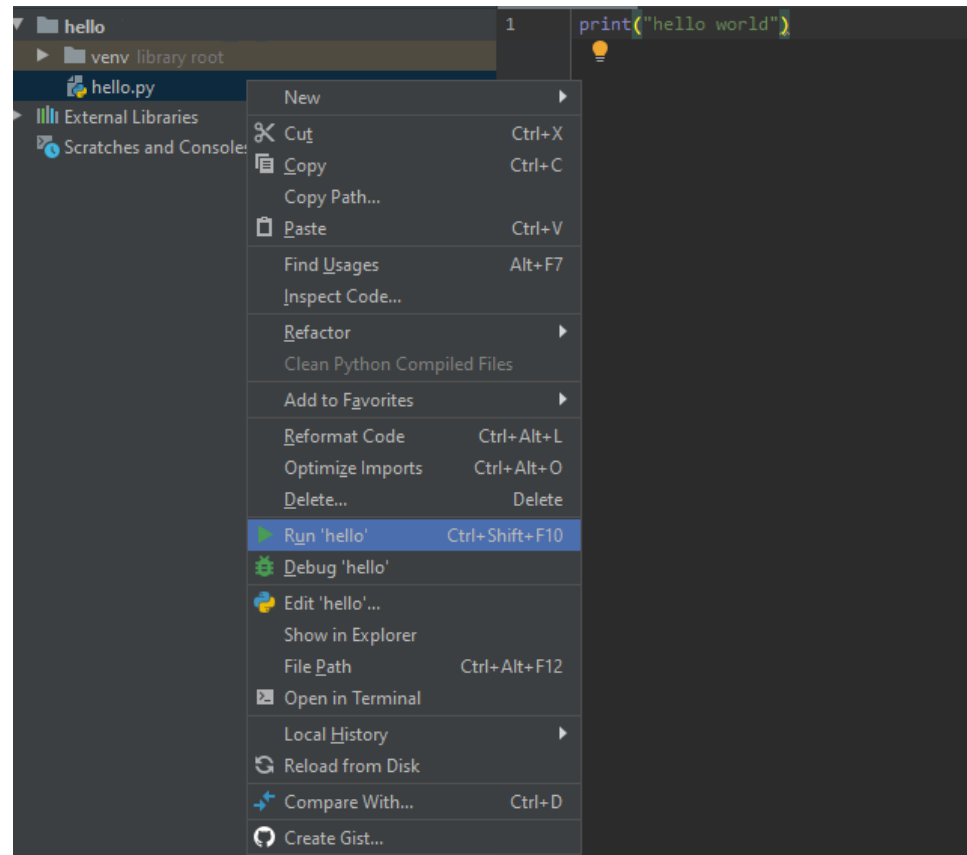 hello
venv library root
hello.py
External Libraries
Scratches and Console
1 print("hello world")
New
Cut Ctrl+X
Copy Ctrl+C
Copy Path...
Paste Ctrl+V
Find Usages Alt+F7
Inspect Code...
Refactor
Clean Python Compiled Files
Add to Favorites
Reformat Code Ctrl+Alt+L
Optimize Imports Ctrl+Alt+O
Delete... Delete
Run 'hello' Ctrl+Shift+F10
Debug 'hello'
Edit 'hello'...
Show in Explorer
File Path Ctrl+Alt+F12
Open in Terminal
Local History
Reload from Disk
Compare With... Ctrl+D
Create Gist...